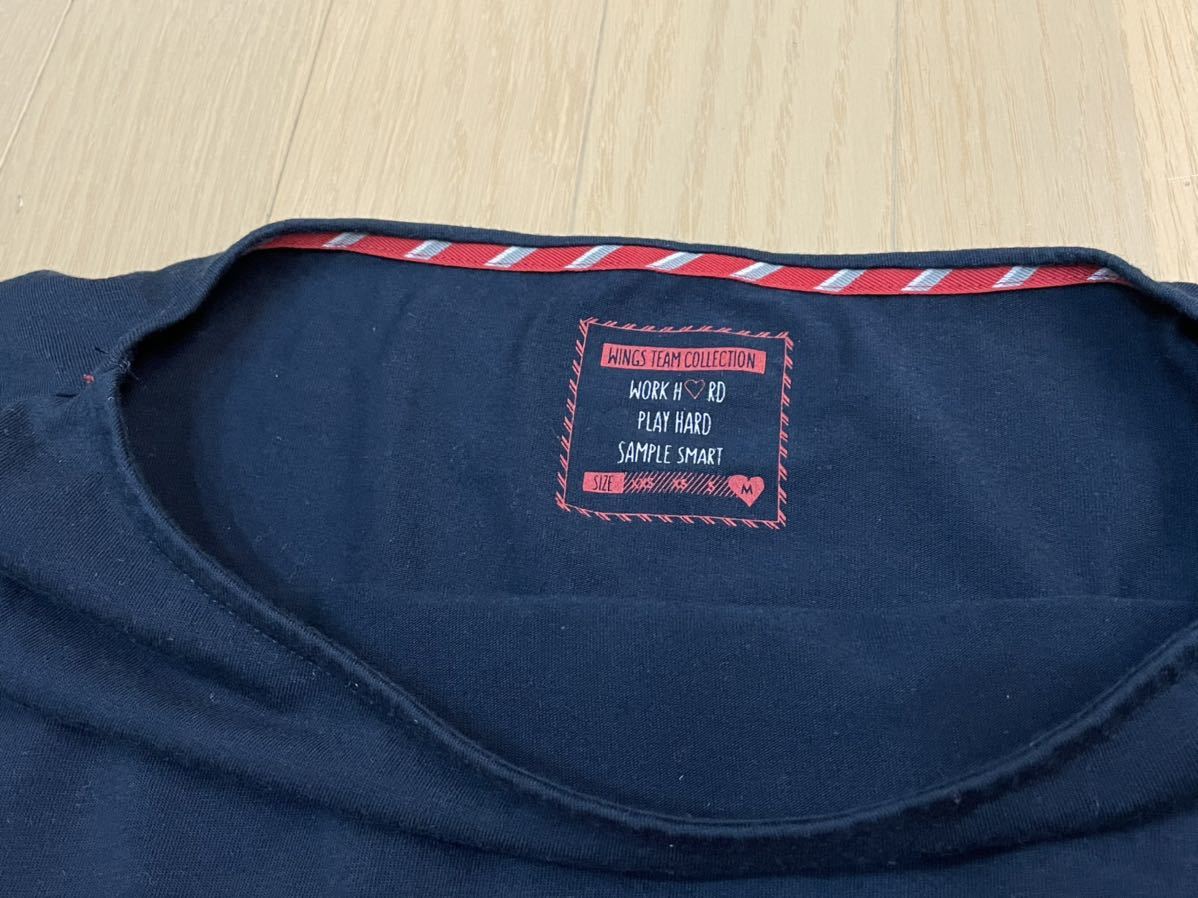 WINGS TEAM COLLECTION
WORK H♡RD
PLAY HARD
SAMPLE SMART
SIZE XXS XS S M